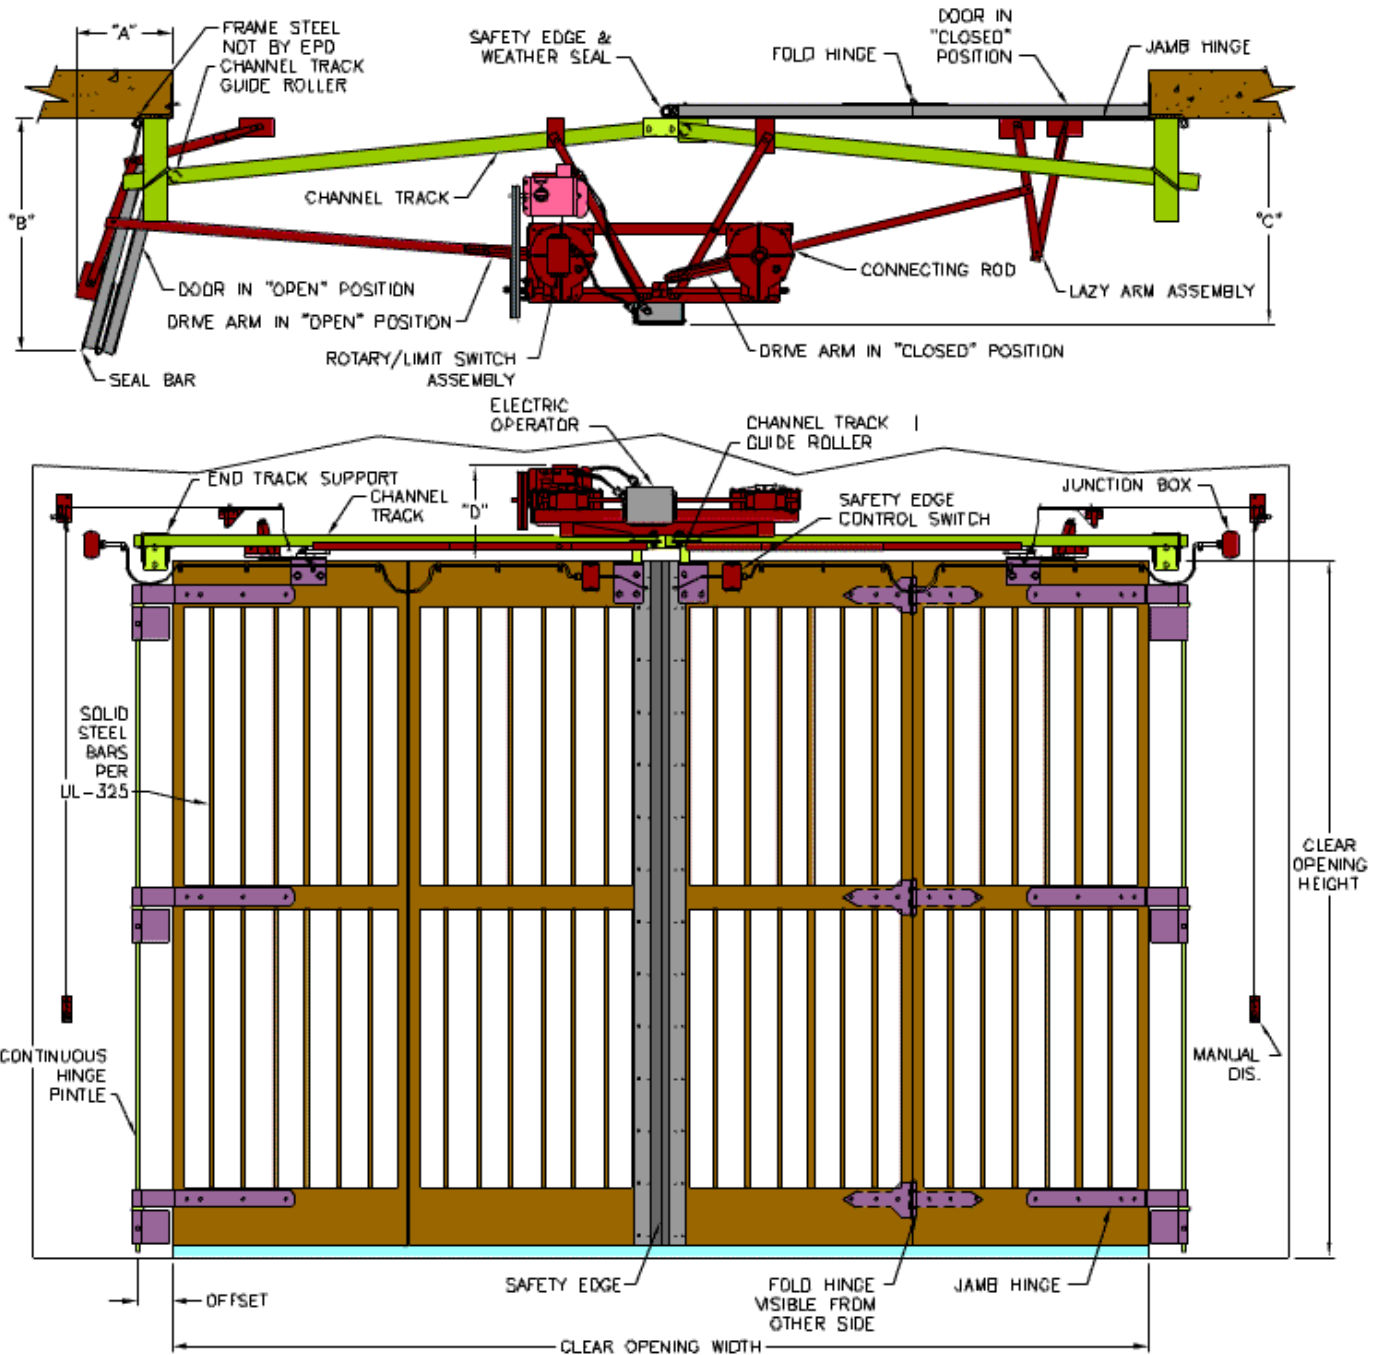 "A"
FRAME STEEL
NOT BY EPD
CHANNEL TRACK
GUIDE ROLLER
SAFETY EDGE &
WEATHER SEAL
FOLD HINGE
DOOR IN
"CLOSED"
POSITION
JAMB HINGE
"B"
CHANNEL TRACK
"C"
CONNECTING ROD
LAZY ARM ASSEMBLY
DOOR IN "OPEN" POSITION
DRIVE ARM IN "OPEN" POSITION
DRIVE ARM IN "CLOSED" POSITION
ROTARY/LIMIT SWITCH
ASSEMBLY
SEAL BAR
ELECTRIC
OPERATOR
CHANNEL TRACK
GUIDE ROLLER
END TRACK SUPPORT
CHANNEL
TRACK
"D"
SAFETY EDGE
CONTROL SWITCH
JUNCTION BOX
SOLID
STEEL
BARS
PER
UL-325
CLEAR
OPENING
HEIGHT
CONTINUOUS
HINGE
PINTLE
MANUAL
DIS.
SAFETY EDGE
FOLD HINGE
VISIBLE FROM
OTHER SIDE
JAMB HINGE
OFFSET
CLEAR OPENING WIDTH